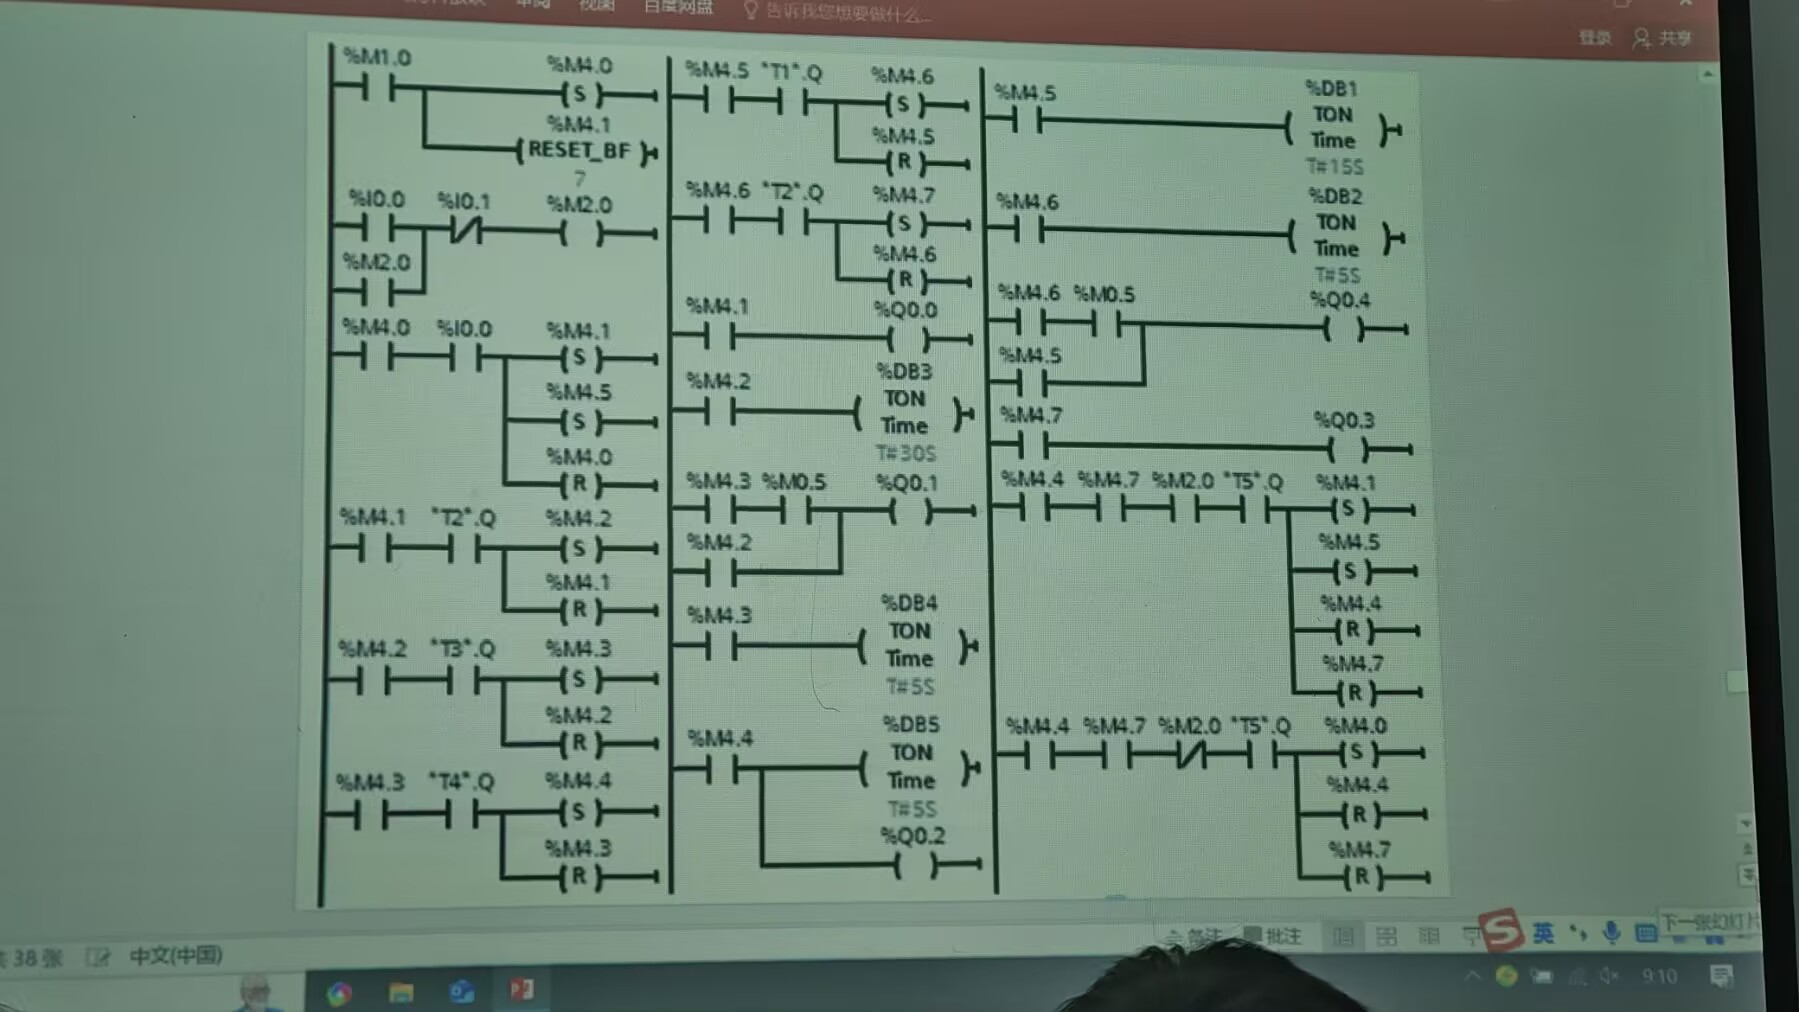 审阅 视图 百度网盘 告诉我您想要做什么...
登录 共享
%M1.0 %M4.0
S
%M4.1
RESET_BF
7
%I0.0 %I0.1 %M2.0
%M2.0
%M4.0 %I0.0 %M4.1
S
%M4.5
S
%M4.0
R
%M4.1 "T2".Q %M4.2
S
%M4.1
R
%M4.2 "T3".Q %M4.3
S
%M4.2
R
%M4.3 "T4".Q %M4.4
S
%M4.3
R
%M4.5 "T1".Q %M4.6
S
%M4.5
R
%M4.6 "T2".Q %M4.7
S
%M4.6
R
%M4.1 %Q0.0
%M4.2 %DB3
TON
Time
T#30S
%M4.3 %M0.5 %Q0.1
%M4.2
%M4.3 %DB4
TON
Time
T#5S
%M4.4 %DB5
TON
Time
T#5S
%Q0.2
%M4.5 %DB1
TON
Time
T#15S
%M4.6 %DB2
TON
Time
T#5S
%M4.6 %M0.5 %Q0.4
%M4.5
%M4.7 %Q0.3
%M4.4 %M4.7 %M2.0 "T5".Q %M4.1
S
%M4.5
S
%M4.4
R
%M4.7
R
%M4.4 %M4.7 %M2.0 "T5".Q %M4.0
S
%M4.4
R
%M4.7
R
38 张 中文(中国) 备注 批注 S 英 下一张幻灯片
9:10